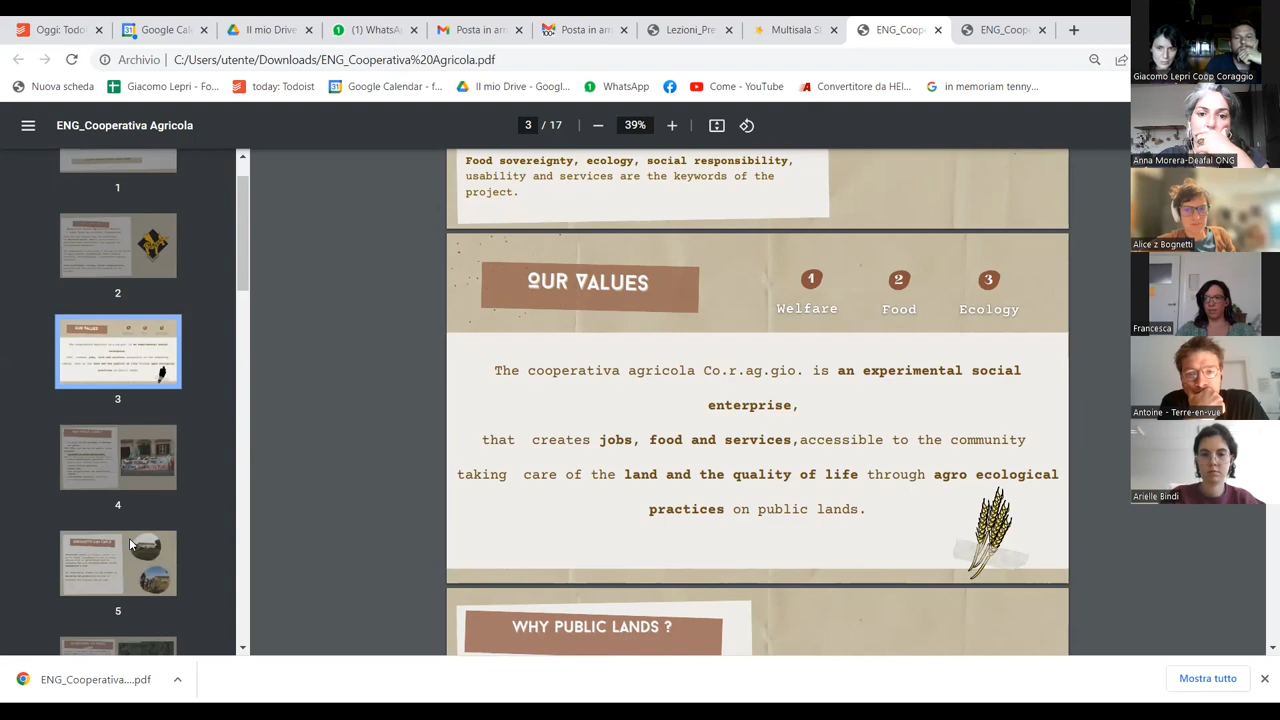 Oggi: Todoi
Google Cale
Il mio Drive
(1) WhatsA
Posta in arr
Posta in arr
Lezioni_Pre
Multisala St
ENG_Coope
ENG_Coope
Archivio | C:/Users/utente/Downloads/ENG_Cooperativa%20Agricola.pdf
Nuova scheda
Giacomo Lepri - Fo...
today: Todoist
Google Calendar - f...
Il mio Drive - Googl...
WhatsApp
Come - YouTube
Convertitore da HEI...
in memoriam tenny...
ENG_Cooperativa Agricola
3 / 17
39%
1
2
3
4
5
Food sovereignty, ecology, social responsibility,
usability and services are the keywords of the
project.
OUR VALUES
1
2
3
Welfare
Food
Ecology
The cooperativa agricola Co.r.ag.gio. is an experimental social
enterprise,
that creates jobs, food and services,accessible to the community
taking care of the land and the quality of life through agro ecological
practices on public lands.
WHY PUBLIC LANDS ?
Giacomo Lepri Coop Coraggio
Anna Morera-Deafal ONG
Alice z Bognetti
Francesca
Antoine - Terre-en-vue
Arielle Bindi
ENG_Cooperativa....pdf
Mostra tutto